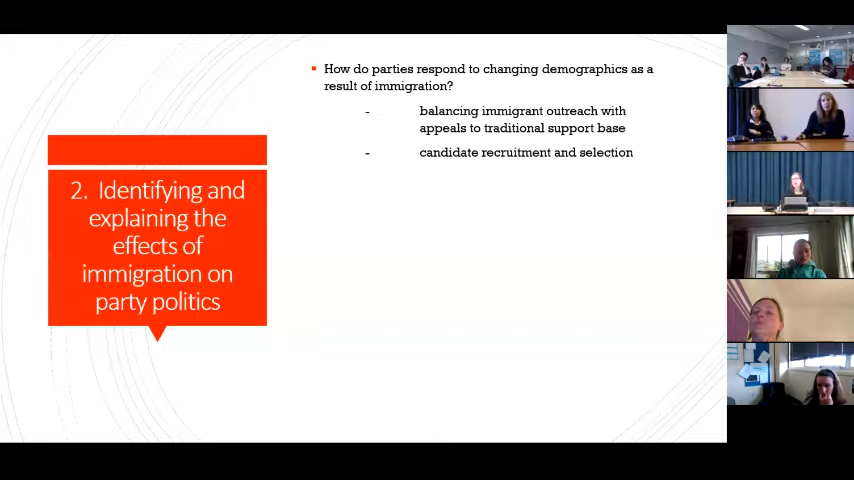 2. Identifying and
explaining the
effects of
immigration on
party politics
▪ How do parties respond to changing demographics as a
result of immigration?
- balancing immigrant outreach with
appeals to traditional support base
- candidate recruitment and selection